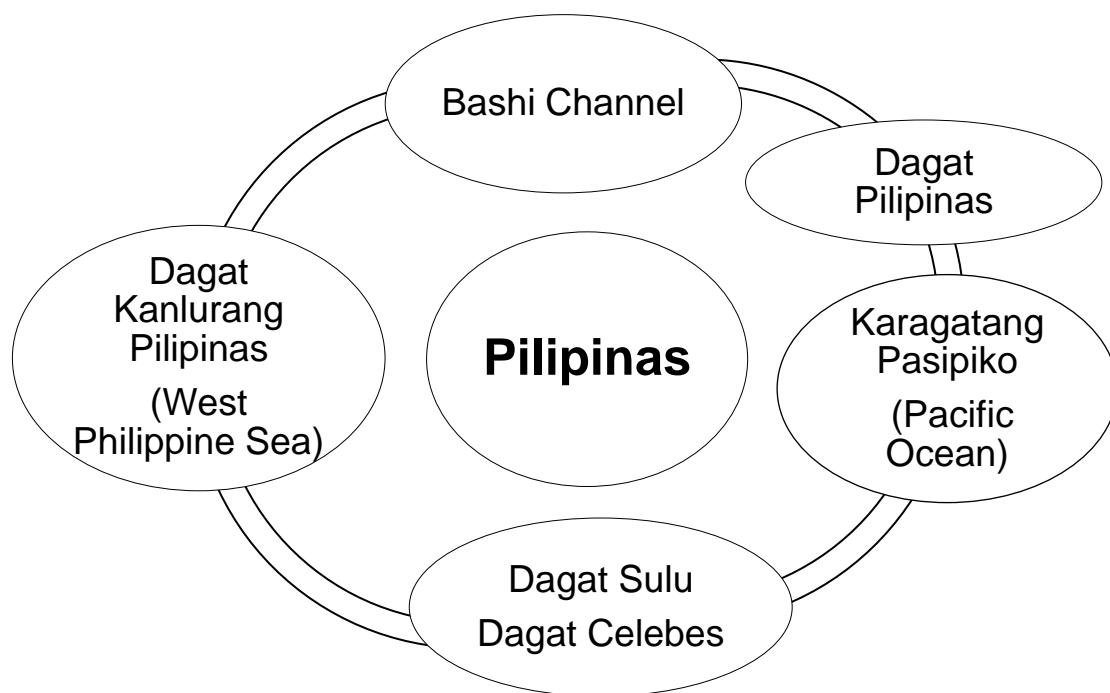 Bashi Channel
Dagat
Pilipinas
Dagat
Kanlurang
Pilipinas
(West
Philippine Sea)
Pilipinas
Karagatang
Pasipiko
(Pacific
Ocean)
Dagat Sulu
Dagat Celebes